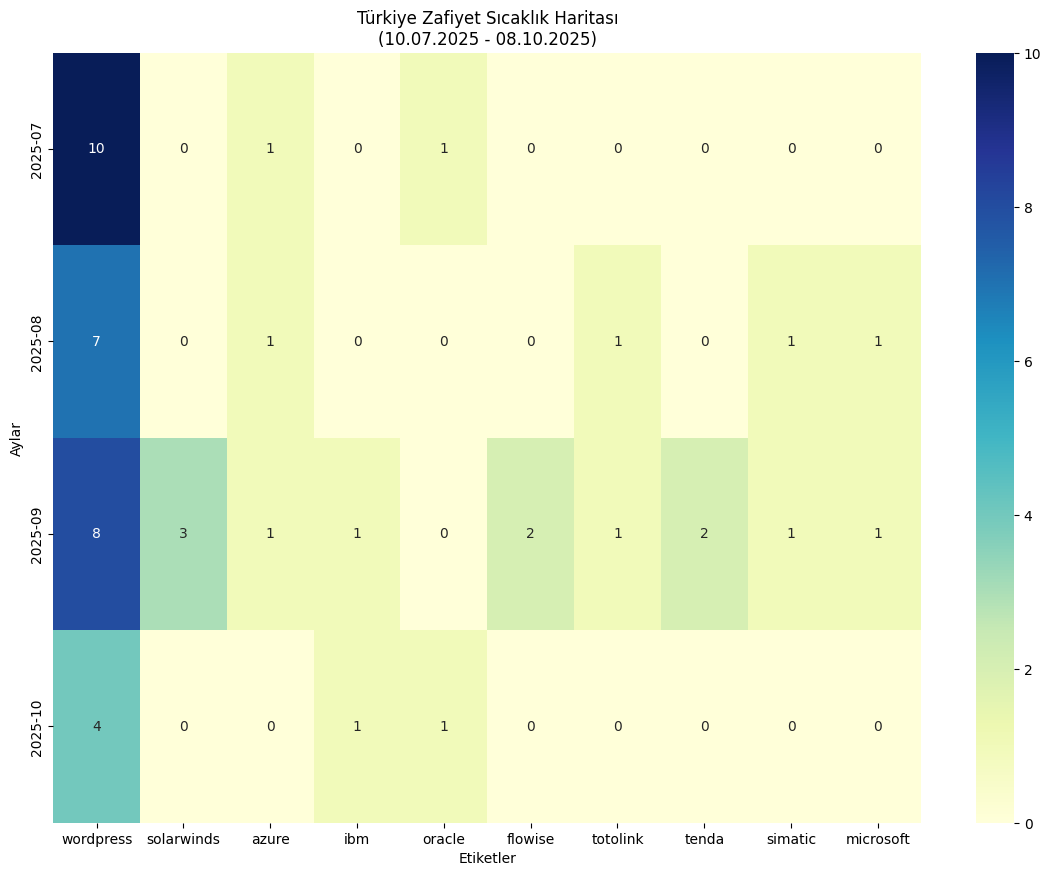 Türkiye Zafiyet Sıcaklık Haritası
(10.07.2025 - 08.10.2025)
Aylar
2025-07
10 0 1 0 1 0 0 0 0 0
2025-08
7 0 1 0 0 0 1 0 1 1
2025-09
8 3 1 1 0 2 1 2 1 1
2025-10
4 0 0 1 1 0 0 0 0 0
wordpress solarwinds azure ibm oracle flowise totolink tenda simatic microsoft
Etiketler
10
8
6
4
2
0